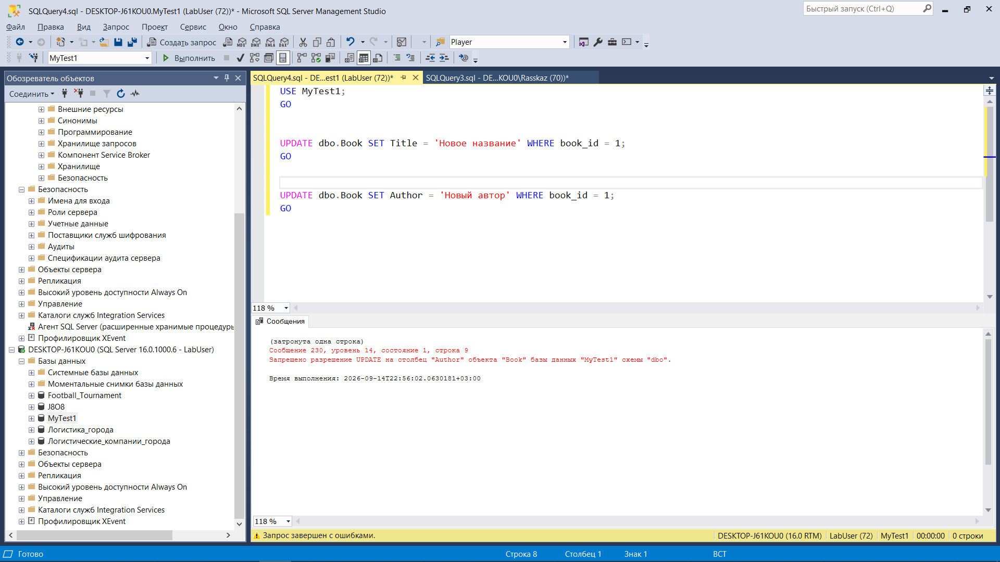 SQLQuery4.sql - DESKTOP-J61KOU0.MyTest1 (LabUser (72))* - Microsoft SQL Server Management Studio
Быстрый запуск (Ctrl+Q)
Файл Правка Вид Запрос Проект Сервис Окно Справка
Создать запрос MDX DMX XMLA DAX Player
MyTest1 Выполнить
Обозреватель объектов
Соединить
Внешние ресурсы
Синонимы
Программирование
Хранилище запросов
Компонент Service Broker
Хранилище
Безопасность
Безопасность
Имена для входа
Роли сервера
Учетные данные
Поставщики служб шифрования
Аудиты
Спецификации аудита сервера
Объекты сервера
Репликация
Высокий уровень доступности Always On
Управление
Каталоги служб Integration Services
Агент SQL Server (расширенные хранимые процедуры
Профилировщик XEvent
DESKTOP-J61KOU0 (SQL Server 16.0.1000.6 - LabUser)
Базы данных
Системные базы данных
Моментальные снимки базы данных
Football_Tournament
J8O8
MyTest1
Логистика_города
Логистические_компании_города
Безопасность
Объекты сервера
Репликация
Высокий уровень доступности Always On
Управление
Каталоги служб Integration Services
Профилировщик XEvent
SQLQuery4.sql - DE...est1 (LabUser (72))* SQLQuery3.sql - DE...KOU0\Rasskaz (70))*
USE MyTest1;
GO
UPDATE dbo.Book SET Title = 'Новое название' WHERE book_id = 1;
GO
UPDATE dbo.Book SET Author = 'Новый автор' WHERE book_id = 1;
GO
118 %
Сообщения
(затронута одна строка)
Сообщение 230, уровень 14, состояние 1, строка 9
Запрещено разрешение UPDATE на столбец "Author" объекта "Book" базы данных "MyTest1" схемы "dbo".
Время выполнения: 2026-09-14T22:56:02.0630181+03:00
118 %
Запрос завершен с ошибками. DESKTOP-J61KOU0 (16.0 RTM) LabUser (72) MyTest1 00:00:00 0 строки
Готово Строка 8 Столбец 1 Знак 1 ВСТ